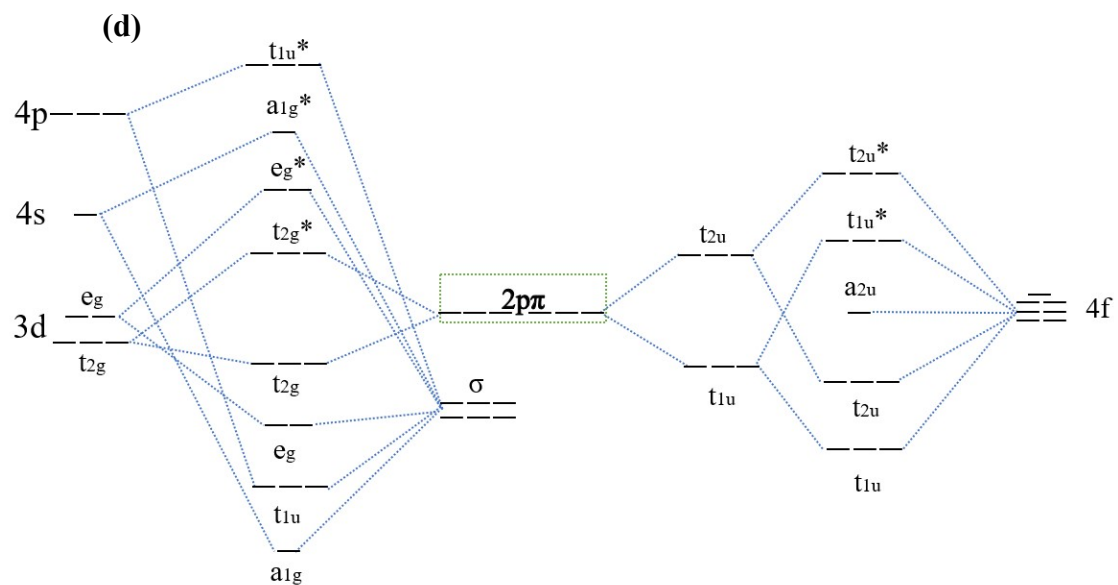 (d)
t1u*
4p
a1g*
t2u*
eg*
4s
t2g*
t2u
t1u*
eg
2pπ
a2u
4f
3d
t2g
t2g
σ
t1u
t2u
eg
t1u
t1u
a1g